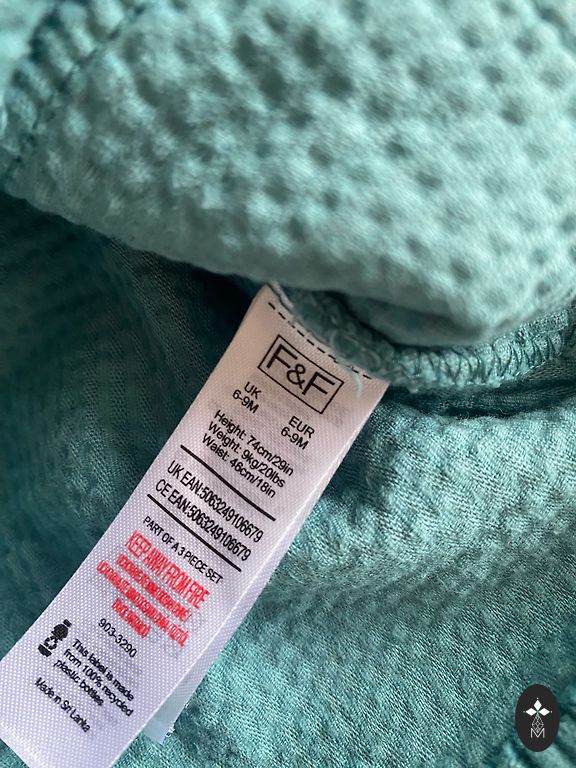 F&F
UK EUR
6-9M 6-9M
Height: 74cm/29in
Weight: 9kg/20lbs
Waist: 46cm/18in
UK EAN:5063249106679
CE EAN:5063249106679
PART OF A 3 PIECE SET
KEEP AWAY FROM FIRE
903-3290
This label is made
from 100% recycled
plastic bottles.
Made in Sri Lanka
M